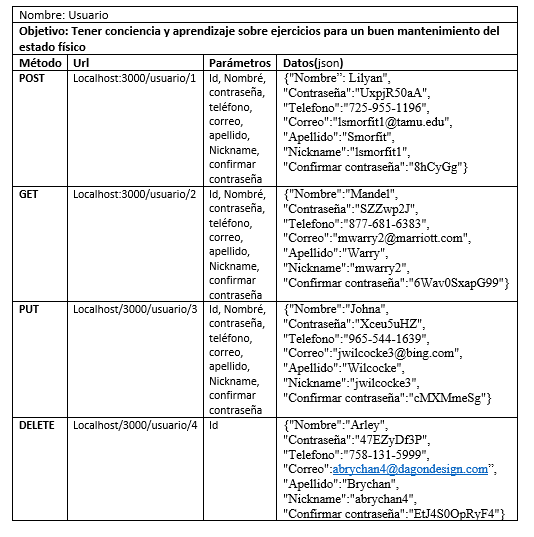 Nombre: Usuario
Objetivo: Tener conciencia y aprendizaje sobre ejercicios para un buen mantenimiento del
estado físico
Método Url Parámetros Datos(json)
POST Localhost:3000/usuario/1 Id, Nombré, {"Nombre”: Lilyan",
contraseña, "Contraseña":"UxpjR50aA",
teléfono, "Telefono":"725-955-1196",
correo, "Correo":"lsmorfit1@tamu.edu",
apellido, "Apellido":"Smorfit",
Nickname, "Nickname":"lsmorfit1",
confirmar "Confirmar contraseña":"8hCyGg"}
contraseña
GET Localhost:3000/usuario/2 Id, Nombré, {"Nombre":"Mandel",
contraseña, "Contraseña":"SZZwp2J",
teléfono, "Telefono":"877-681-6383",
correo, "Correo":"mwarry2@marriott.com",
apellido, "Apellido":"Warry",
Nickname, "Nickname":"mwarry2",
confirmar "Confirmar contraseña":"6Wav0SxapG99"}
contraseña
PUT Localhost/3000/usuario/3 Id, Nombré, {"Nombre":"Johna",
contraseña, "Contraseña":"Xceu5uHZ",
teléfono, "Telefono":"965-544-1639",
correo, "Correo":"jwilcocke3@bing.com",
apellido, "Apellido":"Wilcocke",
Nickname, "Nickname":"jwilcocke3",
confirmar "Confirmar contraseña":"cMXMmeSg"}
contraseña
DELETE Localhost/3000/usuario/4 Id {"Nombre":"Arley",
"Contraseña":"47EZyDf3P",
"Telefono":"758-131-5999",
"Correo":abrychan4@dagondesign.com”,
"Apellido":"Brychan",
"Nickname":"abrychan4",
"Confirmar contraseña":"EtJ4S0OpRyF4"}